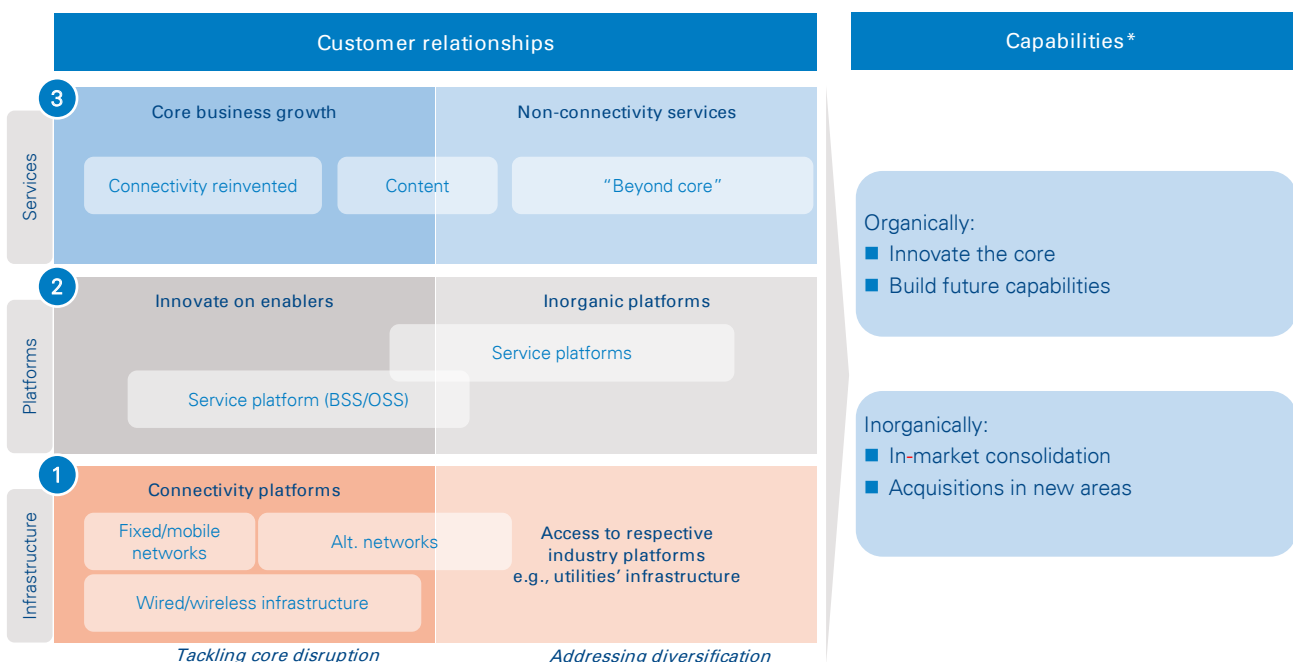 Customer relationships
Capabilities*
3
Services
Core business growth
Non-connectivity services
Connectivity reinvented
Content
“Beyond core”
2
Platforms
Innovate on enablers
Inorganic platforms
Service platforms
Service platform (BSS/OSS)
1
Infrastructure
Connectivity platforms
Fixed/mobile
networks
Alt. networks
Wired/wireless infrastructure
Access to respective
industry platforms
e.g., utilities’ infrastructure
Tackling core disruption
Addressing diversification
Organically:
■ Innovate the core
■ Build future capabilities
Inorganically:
■ In-market consolidation
■ Acquisitions in new areas